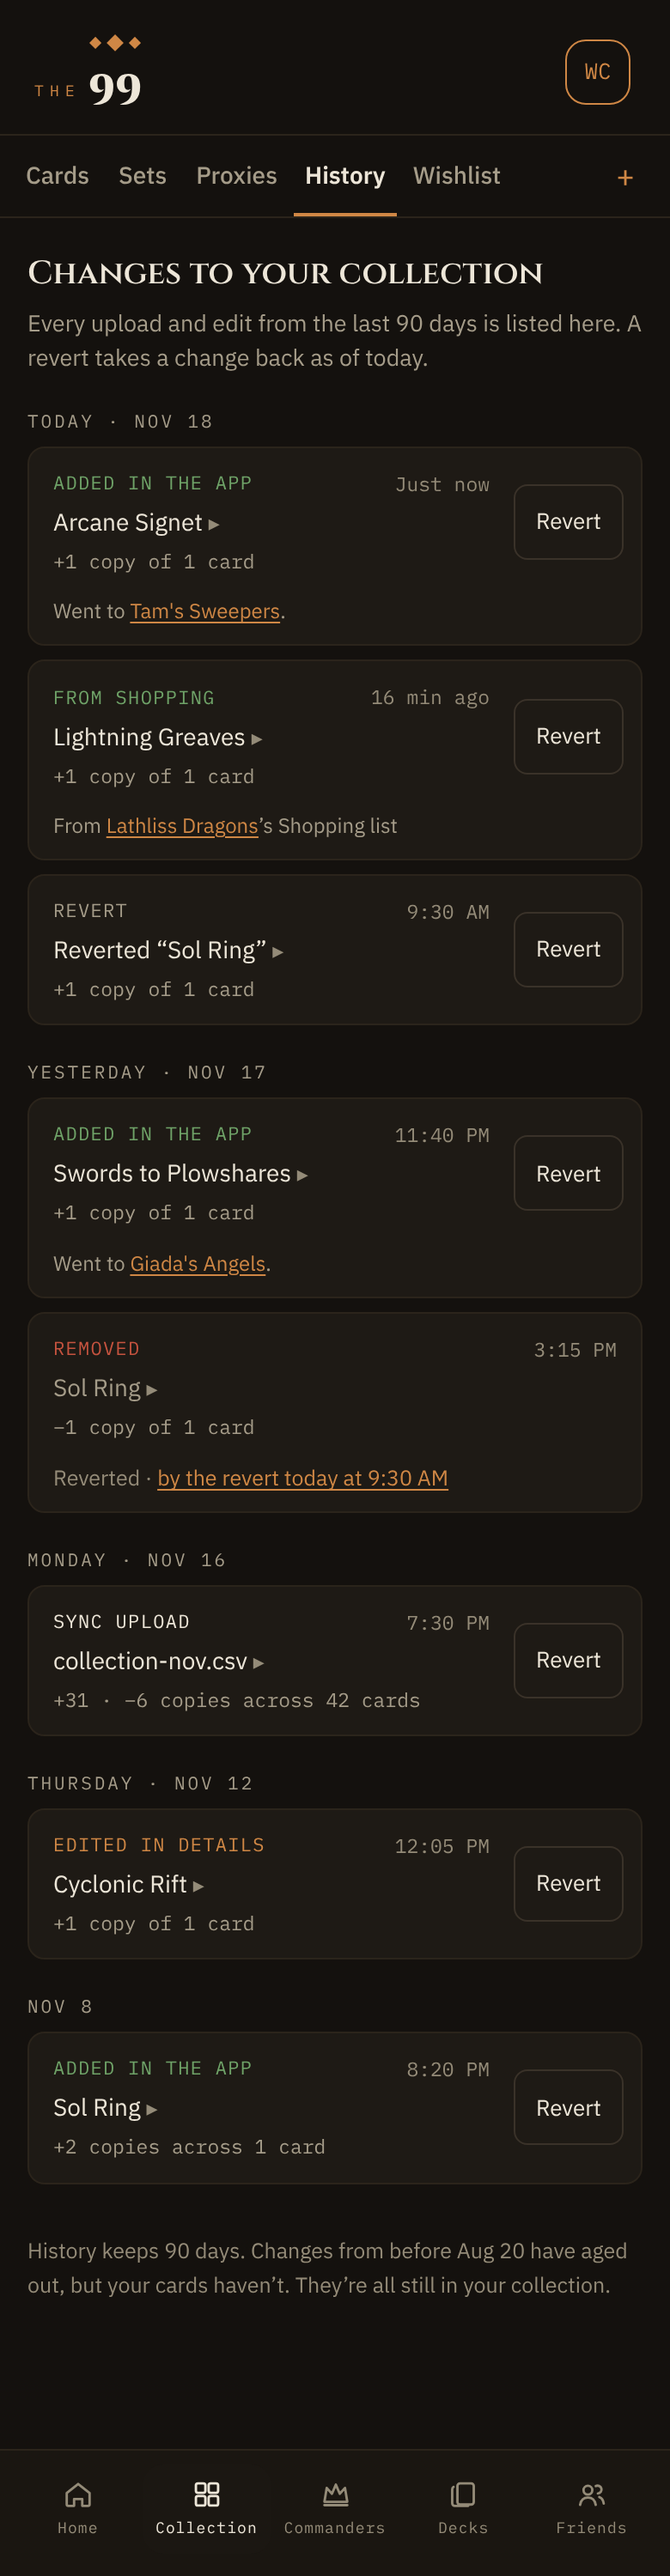 THE 99
WC
Cards Sets Proxies History Wishlist +
Changes to your collection
Every upload and edit from the last 90 days is listed here. A
revert takes a change back as of today.
TODAY · NOV 18
ADDED IN THE APP Just now
Arcane Signet ▸
+1 copy of 1 card
Revert
Went to Tam's Sweepers.
FROM SHOPPING 16 min ago
Lightning Greaves ▸
+1 copy of 1 card
Revert
From Lathliss Dragons’s Shopping list
REVERT 9:30 AM
Reverted “Sol Ring” ▸
+1 copy of 1 card
Revert
YESTERDAY · NOV 17
ADDED IN THE APP 11:40 PM
Swords to Plowshares ▸
+1 copy of 1 card
Revert
Went to Giada's Angels.
REMOVED 3:15 PM
Sol Ring ▸
−1 copy of 1 card
Reverted · by the revert today at 9:30 AM
MONDAY · NOV 16
SYNC UPLOAD 7:30 PM
collection-nov.csv ▸
+31 · −6 copies across 42 cards
Revert
THURSDAY · NOV 12
EDITED IN DETAILS 12:05 PM
Cyclonic Rift ▸
+1 copy of 1 card
Revert
NOV 8
ADDED IN THE APP 8:20 PM
Sol Ring ▸
+2 copies across 1 card
Revert
History keeps 90 days. Changes from before Aug 20 have aged
out, but your cards haven’t. They’re all still in your collection.
Home Collection Commanders Decks Friends